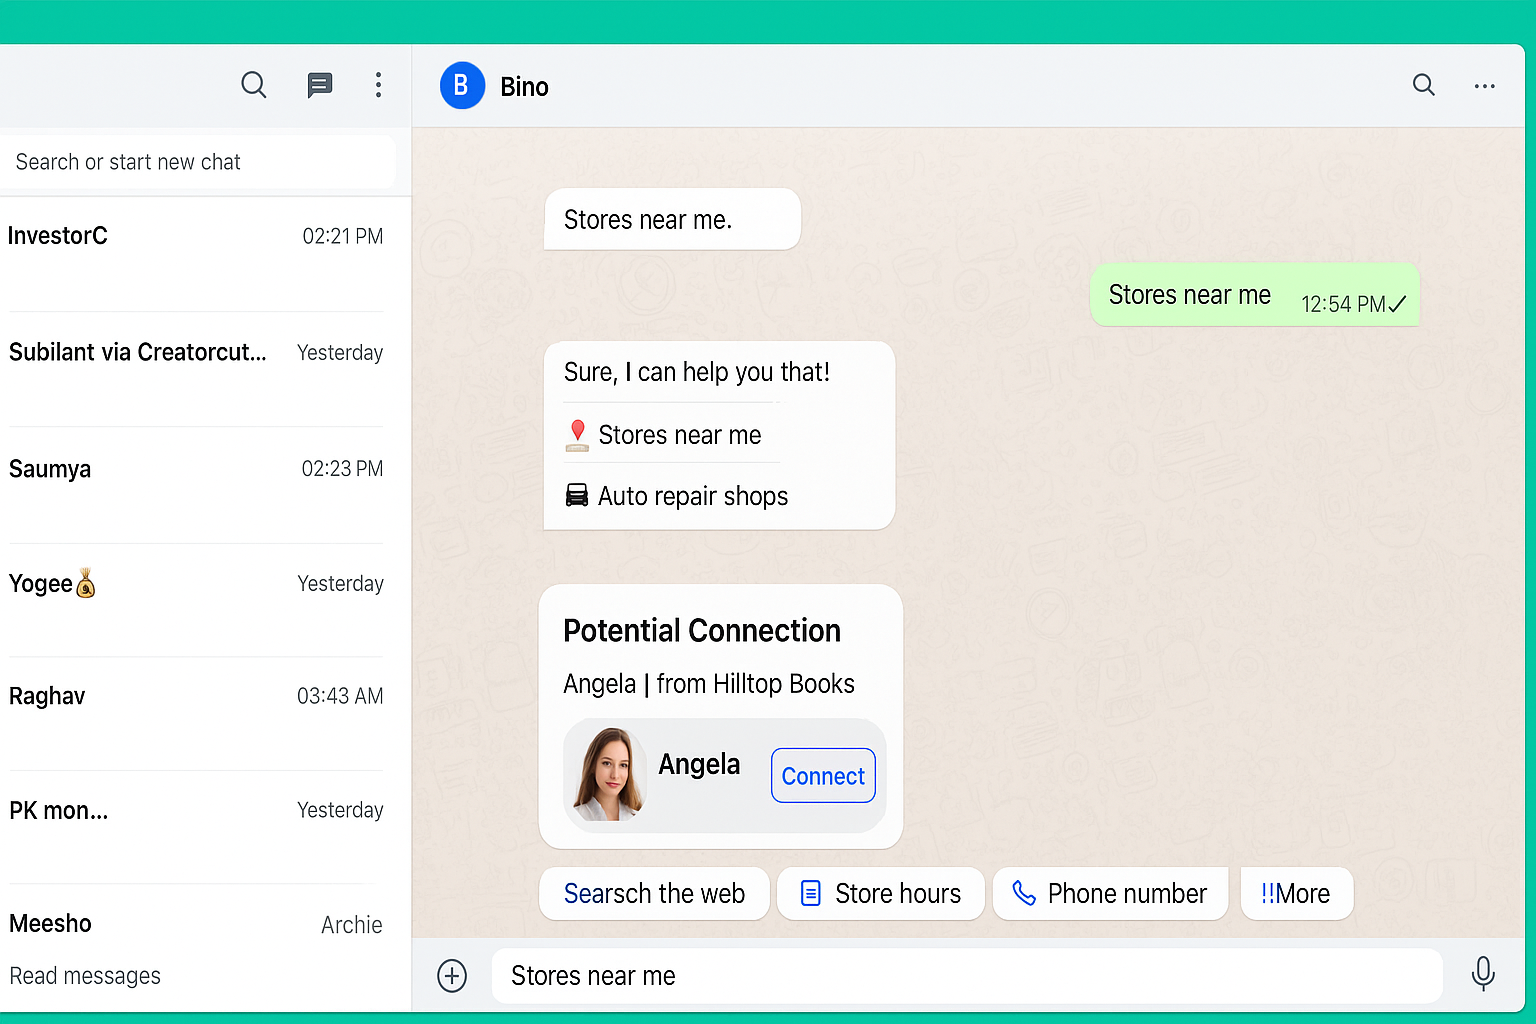 Search or start new chat
InvestorC 02:21 PM
Subilant via Creatorcut... Yesterday
Saumya 02:23 PM
Yogee💰 Yesterday
Raghav 03:43 AM
PK mon... Yesterday
Meesho Archie
Read messages
B Bino
Stores near me.
Stores near me 12:54 PM✓
Sure, I can help you that!
📍 Stores near me
🚘 Auto repair shops
Potential Connection
Angela | from Hilltop Books
Angela Connect
Searsch the web Store hours Phone number !!More
Stores near me